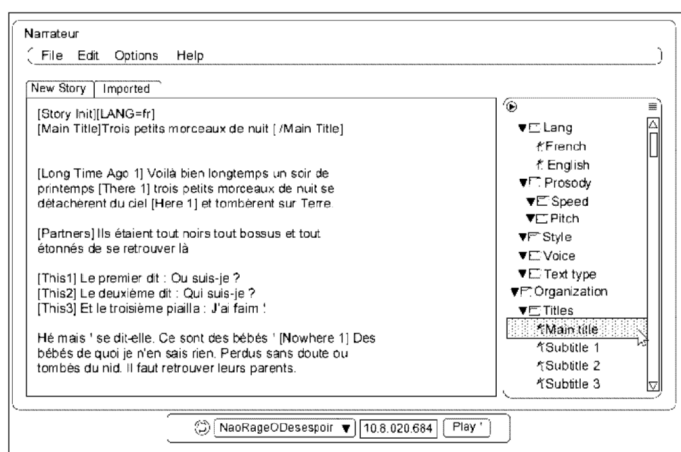 Narrateur
File Edit Options Help
New Story Imported
[Story Init][LANG=fr]
[Main Title]Trois petits morceaux de nuit [ /Main Title]
[Long Time Ago 1] Voilà bien longtemps un soir de
printemps [There 1] trois petits morceaux de nuit se
détachèrent du ciel [Here 1] et tombèrent sur Terre.
[Partners] Ils étaient tout noirs tout bossus et tout
étonnés de se retrouver là
[This1] Le premier dit : Ou suis-je ?
[This2] Le deuxième dit : Qui suis-je ?
[This3] Et le troisième piailla : J'ai faim '
Hé mais ' se dit-elle. Ce sont des bébés ' [Nowhere 1] Des
bébés de quoi je n'en sais rien. Perdus sans doute ou
tombés du nid. Il faut retrouver leurs parents.
Lang
French
English
Prosody
Speed
Pitch
Style
Voice
Text type
Organization
Titles
Main title
Subtitle 1
Subtitle 2
Subtitle 3
NaoRageODesespoir 10.8.020.684 Play '